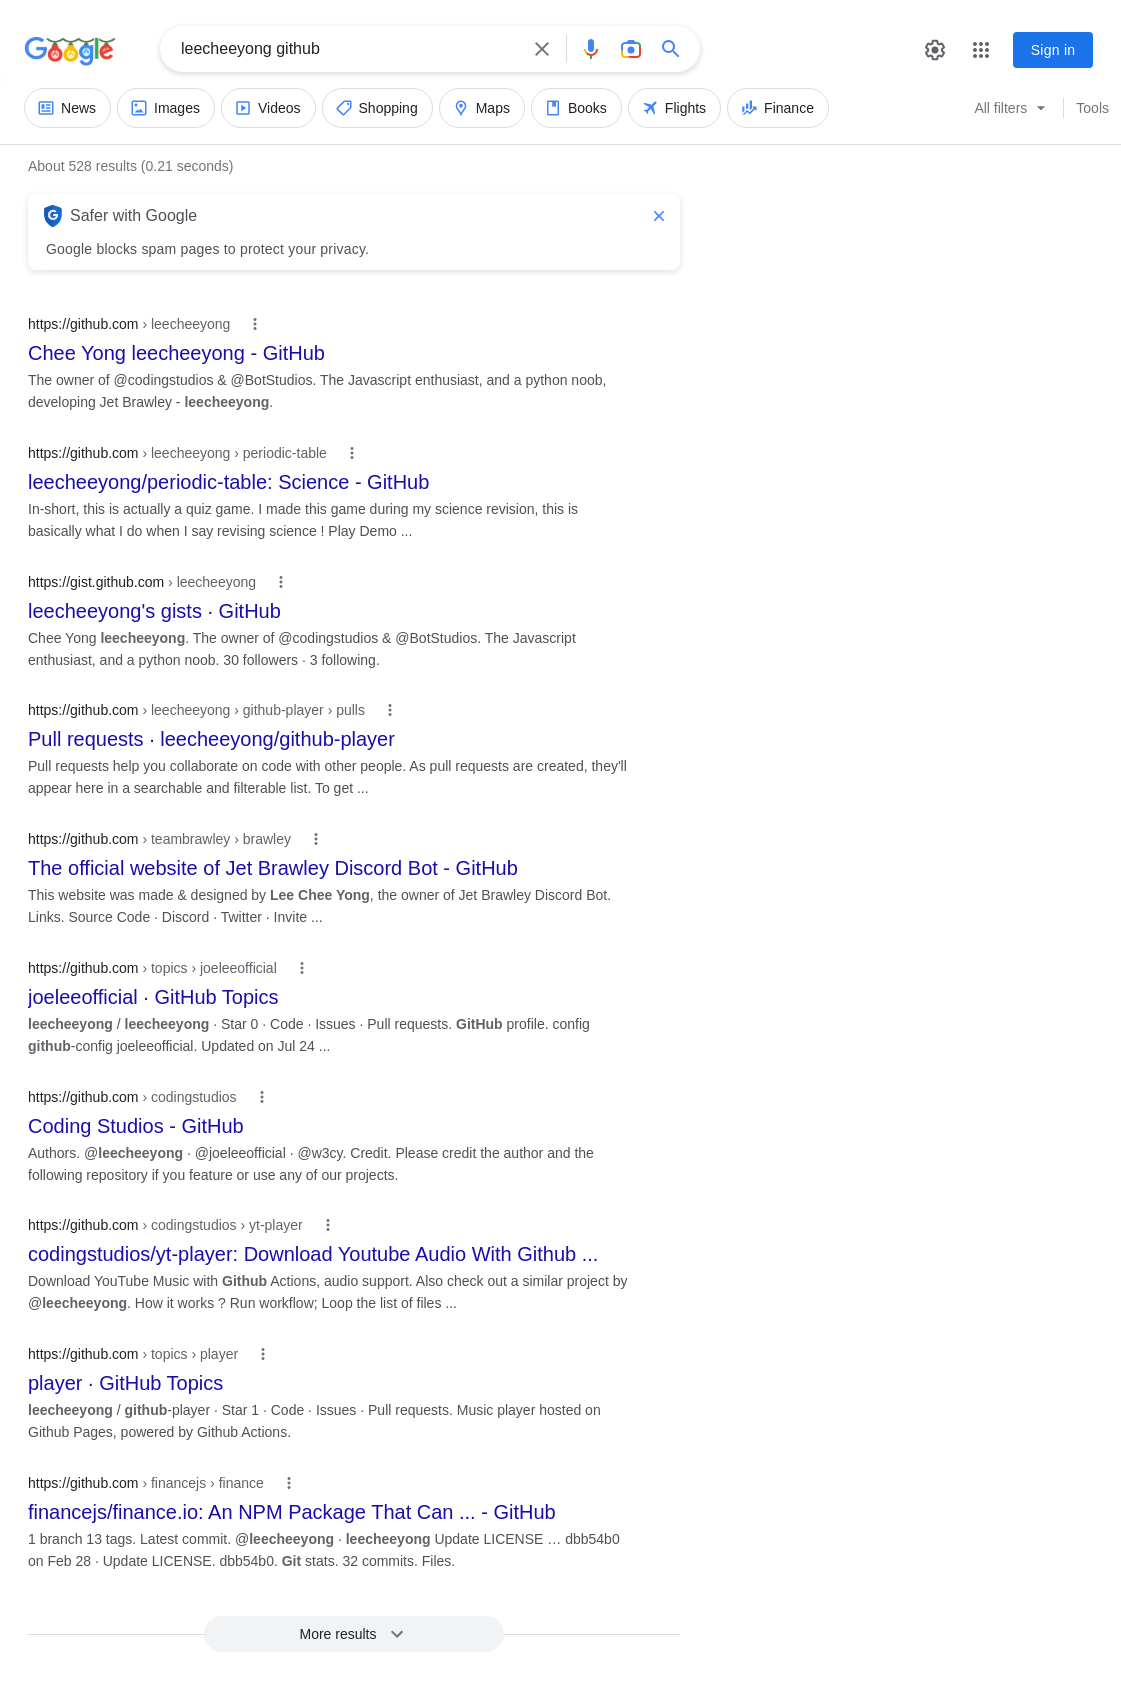 Google
leecheeyong github
Sign in
News Images Videos Shopping Maps Books Flights Finance All filters Tools
About 528 results (0.21 seconds)
Safer with Google
Google blocks spam pages to protect your privacy.
https://github.com › leecheeyong
Chee Yong leecheeyong - GitHub
The owner of @codingstudios & @BotStudios. The Javascript enthusiast, and a python noob,
developing Jet Brawley - leecheeyong.
https://github.com › leecheeyong › periodic-table
leecheeyong/periodic-table: Science - GitHub
In-short, this is actually a quiz game. I made this game during my science revision, this is
basically what I do when I say revising science ! Play Demo ...
https://gist.github.com › leecheeyong
leecheeyong's gists · GitHub
Chee Yong leecheeyong. The owner of @codingstudios & @BotStudios. The Javascript
enthusiast, and a python noob. 30 followers · 3 following.
https://github.com › leecheeyong › github-player › pulls
Pull requests · leecheeyong/github-player
Pull requests help you collaborate on code with other people. As pull requests are created, they'll
appear here in a searchable and filterable list. To get ...
https://github.com › teambrawley › brawley
The official website of Jet Brawley Discord Bot - GitHub
This website was made & designed by Lee Chee Yong, the owner of Jet Brawley Discord Bot.
Links. Source Code · Discord · Twitter · Invite ...
https://github.com › topics › joeleeofficial
joeleeofficial · GitHub Topics
leecheeyong / leecheeyong · Star 0 · Code · Issues · Pull requests. GitHub profile. config
github-config joeleeofficial. Updated on Jul 24 ...
https://github.com › codingstudios
Coding Studios - GitHub
Authors. @leecheeyong · @joeleeofficial · @w3cy. Credit. Please credit the author and the
following repository if you feature or use any of our projects.
https://github.com › codingstudios › yt-player
codingstudios/yt-player: Download Youtube Audio With Github ...
Download YouTube Music with Github Actions, audio support. Also check out a similar project by
@leecheeyong. How it works ? Run workflow; Loop the list of files ...
https://github.com › topics › player
player · GitHub Topics
leecheeyong / github-player · Star 1 · Code · Issues · Pull requests. Music player hosted on
Github Pages, powered by Github Actions.
https://github.com › financejs › finance
financejs/finance.io: An NPM Package That Can ... - GitHub
1 branch 13 tags. Latest commit. @leecheeyong · leecheeyong Update LICENSE … dbb54b0
on Feb 28 · Update LICENSE. dbb54b0. Git stats. 32 commits. Files.
More results